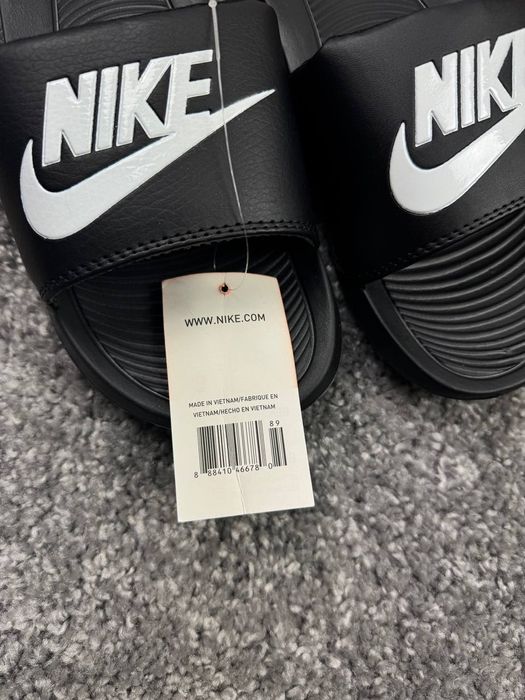 NIKE
NIKE
WWW.NIKE.COM
MADE IN VIETNAM/FABRIQUE EN
VIETNAM/HECHO EN VIETNAM
89
8 88410 46678 0